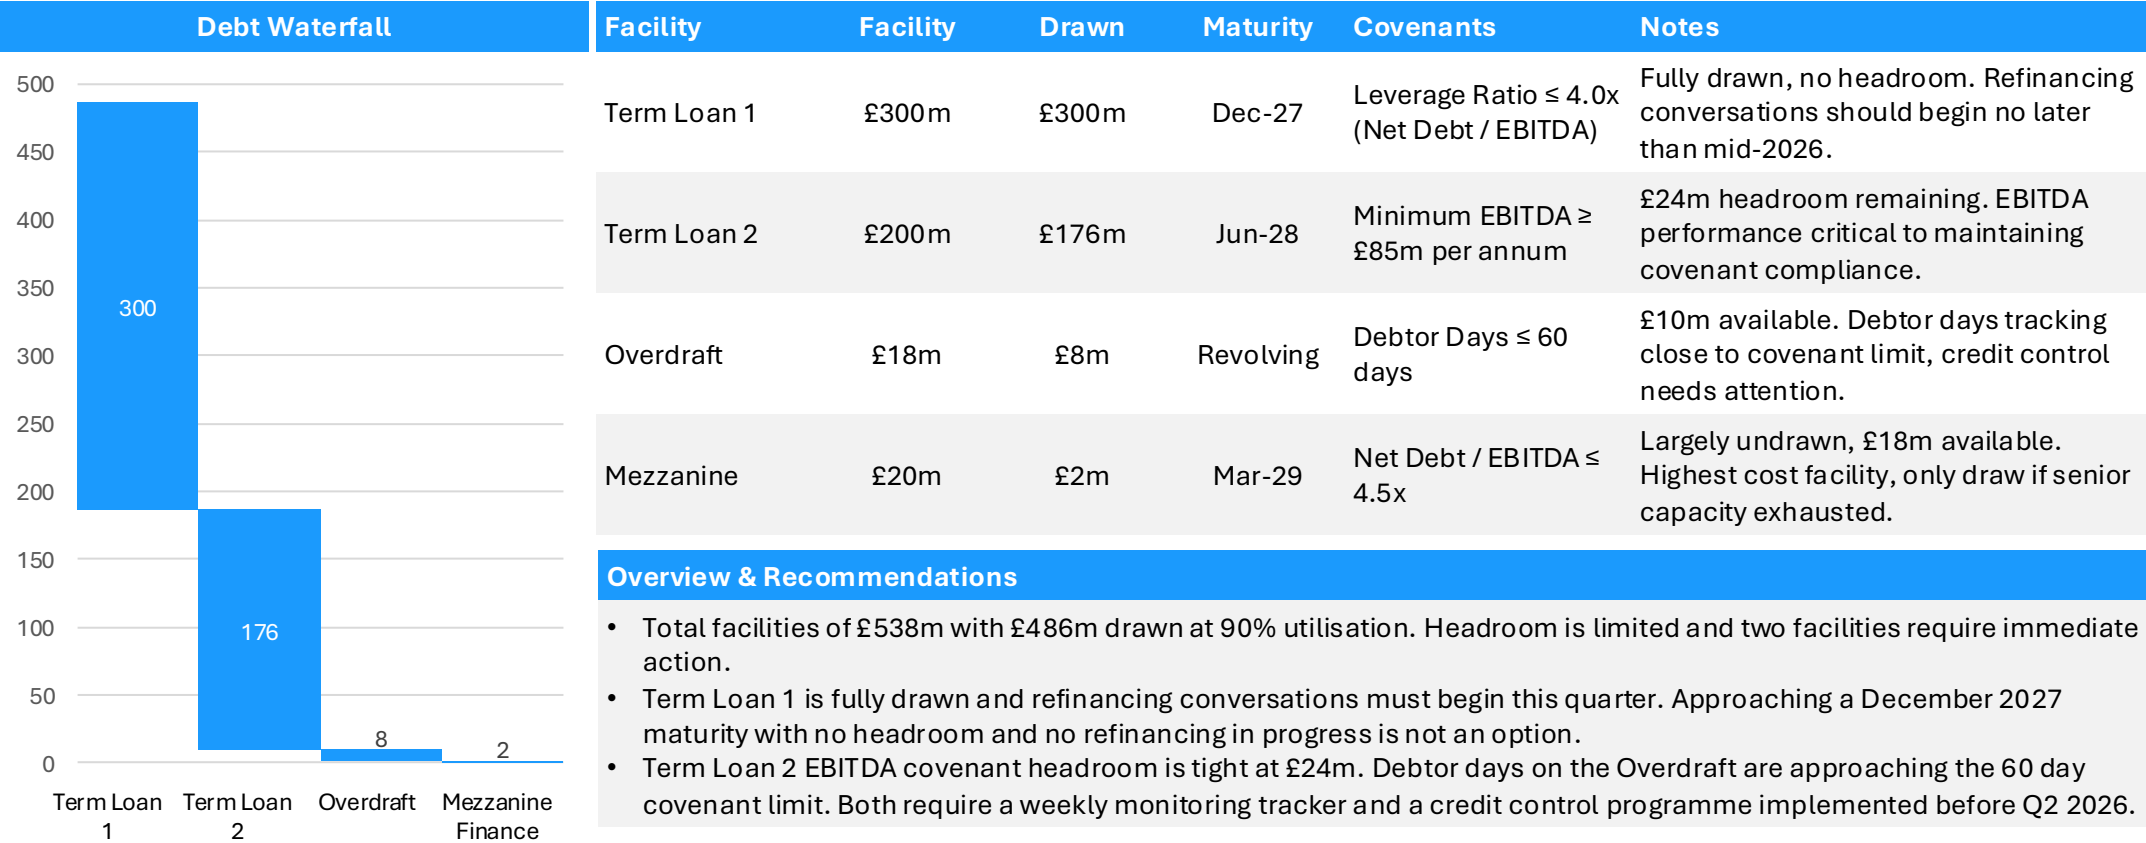 Debt Waterfall
500
450
400
350
300
250
200
150
100
50
0
300
176
8
2
Term Loan
1
Term Loan
2
Overdraft
Mezzanine
Finance
Facility Facility Drawn Maturity Covenants Notes
Term Loan 1 £300m £300m Dec-27
Leverage Ratio ≤ 4.0x
(Net Debt / EBITDA)
Fully drawn, no headroom. Refinancing
conversations should begin no later
than mid-2026.
Term Loan 2 £200m £176m Jun-28
Minimum EBITDA ≥
£85m per annum
£24m headroom remaining. EBITDA
performance critical to maintaining
covenant compliance.
Overdraft £18m £8m Revolving
Debtor Days ≤ 60
days
£10m available. Debtor days tracking
close to covenant limit, credit control
needs attention.
Mezzanine £20m £2m Mar-29
Net Debt / EBITDA ≤
4.5x
Largely undrawn, £18m available.
Highest cost facility, only draw if senior
capacity exhausted.
Overview & Recommendations
• Total facilities of £538m with £486m drawn at 90% utilisation. Headroom is limited and two facilities require immediate
action.
• Term Loan 1 is fully drawn and refinancing conversations must begin this quarter. Approaching a December 2027
maturity with no headroom and no refinancing in progress is not an option.
• Term Loan 2 EBITDA covenant headroom is tight at £24m. Debtor days on the Overdraft are approaching the 60 day
covenant limit. Both require a weekly monitoring tracker and a credit control programme implemented before Q2 2026.